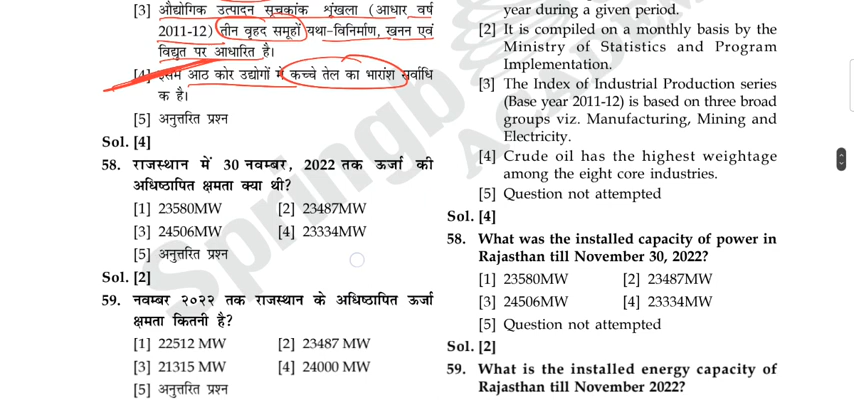 [3] औद्योगिक उत्पादन सूचकांक शृंखला (आधार वर्ष
2011-12) तीन वृहद समूहों यथा-विनिर्माण, खनन एवं
विद्युत पर आधारित है।
[4] इसमें आठ कोर उद्योगों में कच्चे तेल का भारांश सर्वाधि
क है।
[5] अनुत्तरित प्रश्न
Sol. [4]
58. राजस्थान में 30 नवम्बर, 2022 तक ऊर्जा की
अधिष्ठापित क्षमता क्या थी?
[1] 23580MW [2] 23487MW
[3] 24506MW [4] 23334MW
[5] अनुत्तरित प्रश्न
Sol. [2]
59. नवम्बर २०२२ तक राजस्थान के अधिष्ठापित ऊर्जा
क्षमता कितनी है?
[1] 22512 MW [2] 23487 MW
[3] 21315 MW [4] 24000 MW
[5] अनुत्तरित प्रश्न
year during a given period.
[2] It is compiled on a monthly basis by the
Ministry of Statistics and Program
Implementation.
[3] The Index of Industrial Production series
(Base year 2011-12) is based on three broad
groups viz. Manufacturing, Mining and
Electricity.
[4] Crude oil has the highest weightage
among the eight core industries.
[5] Question not attempted
Sol. [4]
58. What was the installed capacity of power in
Rajasthan till November 30, 2022?
[1] 23580MW [2] 23487MW
[3] 24506MW [4] 23334MW
[5] Question not attempted
Sol. [2]
59. What is the installed energy capacity of
Rajasthan till November 2022?